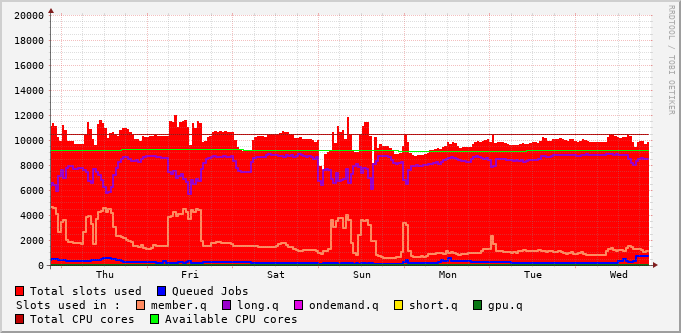 RRDTOOL / TOBI OETIKER
20000
18000
16000
14000
12000
10000
8000
6000
4000
2000
0
Thu Fri Sat Sun Mon Tue Wed
Total slots used Queued Jobs
Slots used in : member.q long.q ondemand.q short.q gpu.q
Total CPU cores Available CPU cores